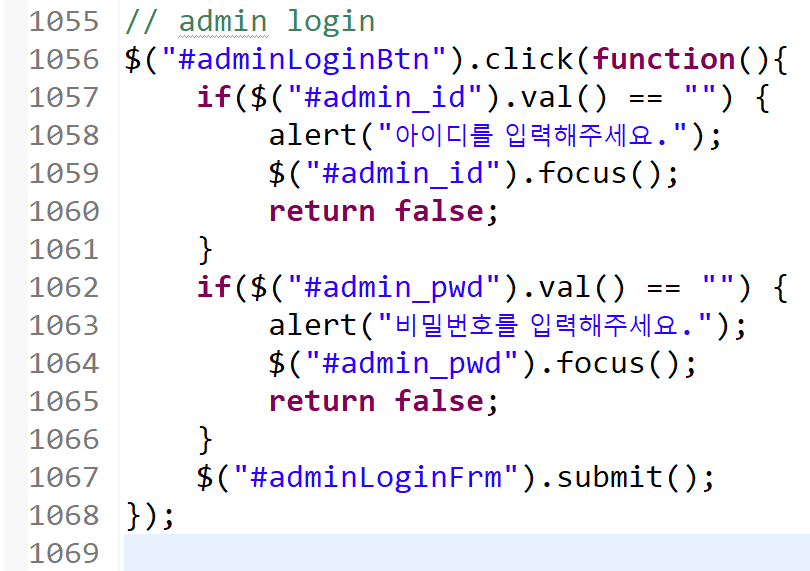 1055 // admin login
1056 $("#adminLoginBtn").click(function(){
1057     if($("#admin_id").val() == "") {
1058         alert("아이디를 입력해주세요.");
1059         $("#admin_id").focus();
1060         return false;
1061     }
1062     if($("#admin_pwd").val() == "") {
1063         alert("비밀번호를 입력해주세요.");
1064         $("#admin_pwd").focus();
1065         return false;
1066     }
1067     $("#adminLoginFrm").submit();
1068 });
1069